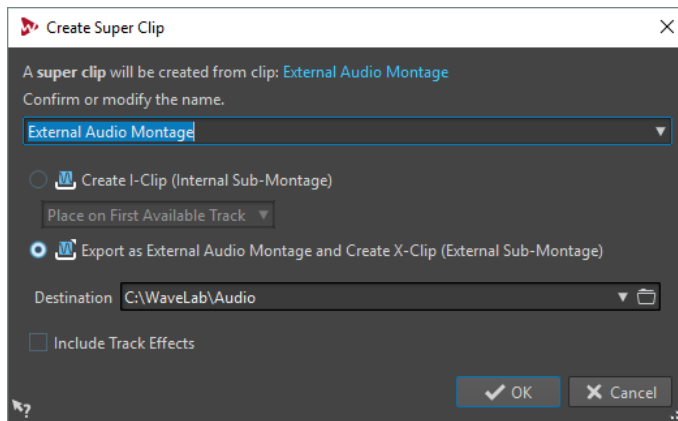 Create Super Clip
A super clip will be created from clip: External Audio Montage
Confirm or modify the name.
External Audio Montage
Create I-Clip (Internal Sub-Montage)
Place on First Available Track
Export as External Audio Montage and Create X-Clip (External Sub-Montage)
Destination C:\WaveLab\Audio
Include Track Effects
OK Cancel
?